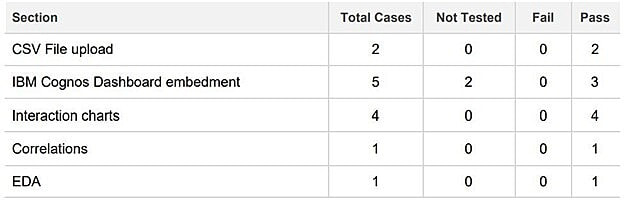 Section Total Cases Not Tested Fail Pass
CSV File upload 2 0 0 2
IBM Cognos Dashboard embedment 5 2 0 3
Interaction charts 4 0 0 4
Correlations 1 0 0 1
EDA 1 0 0 1